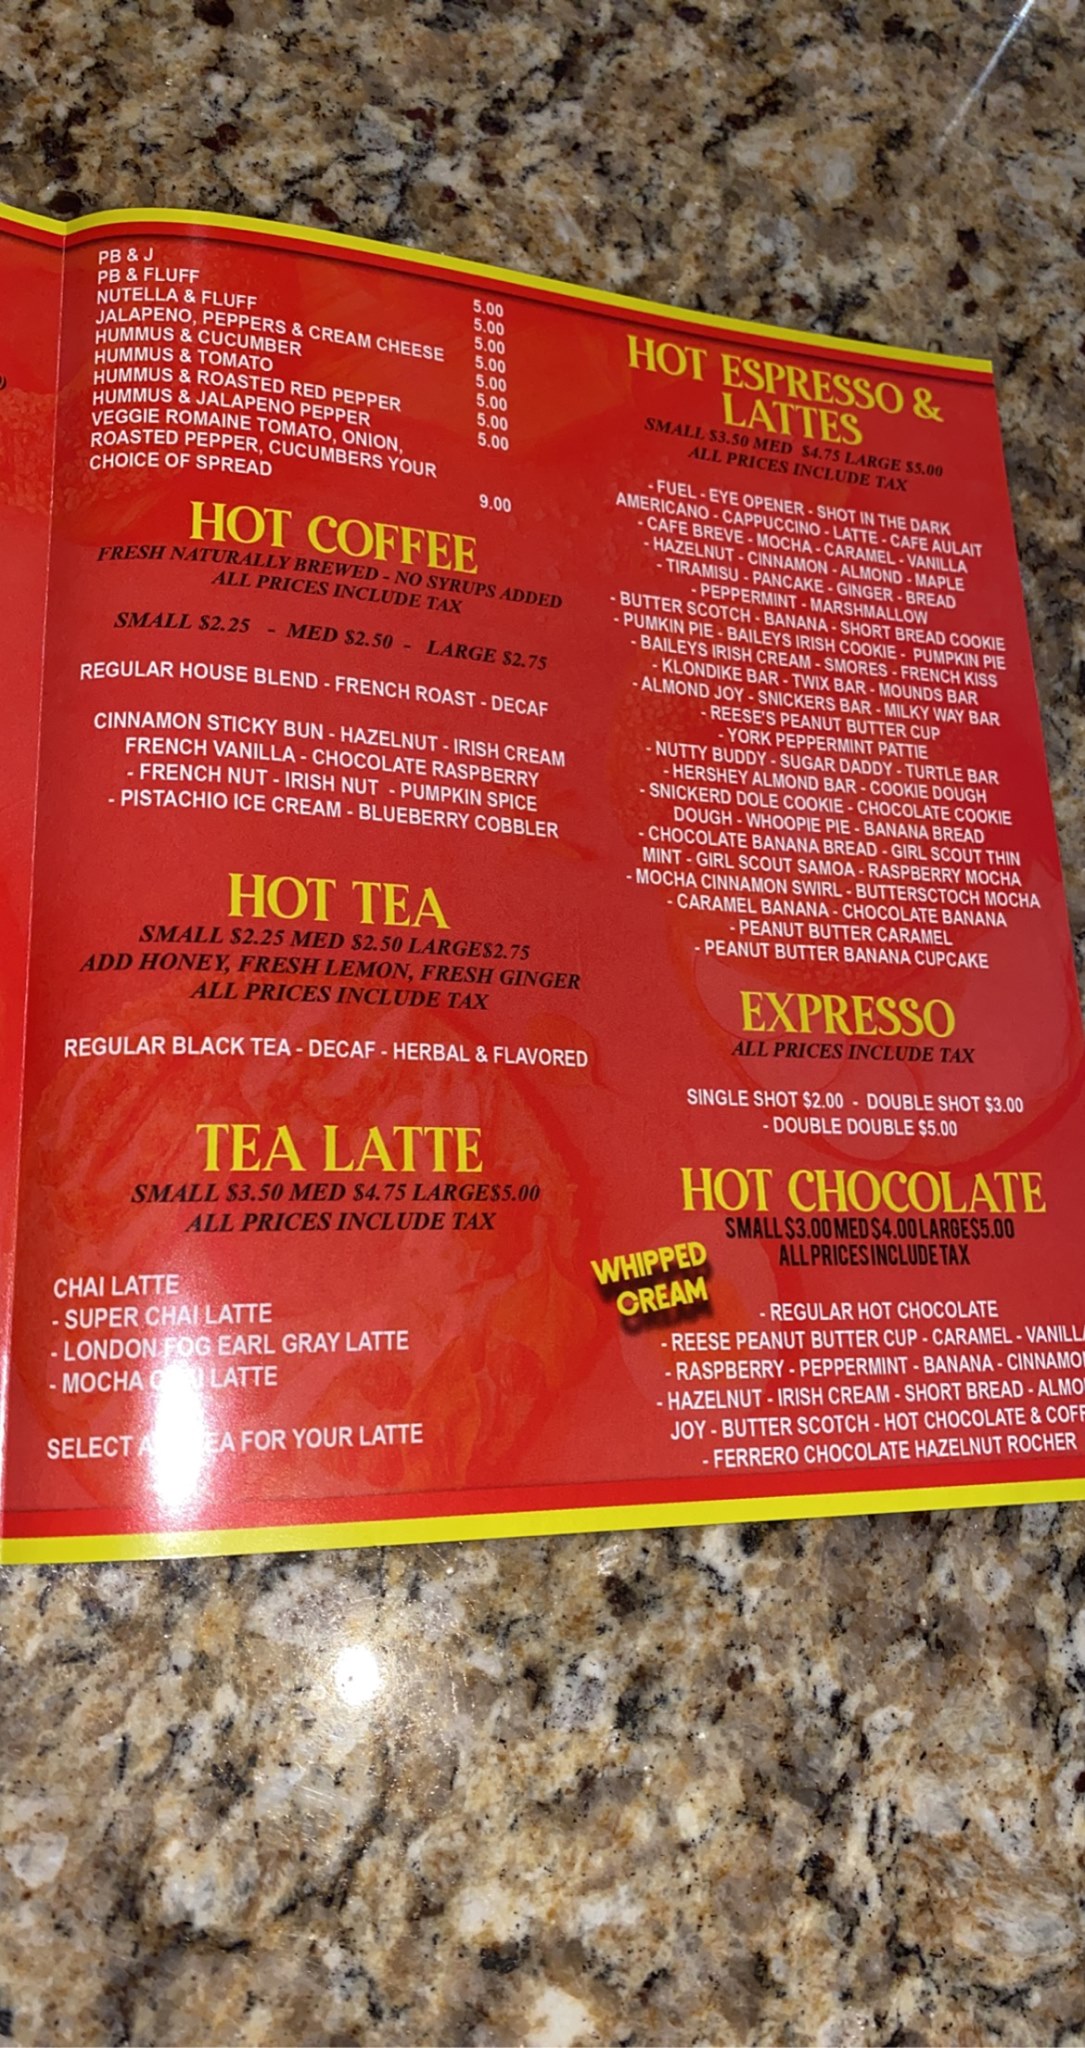 PB & J 5.00
PB & FLUFF 5.00
NUTELLA & FLUFF 5.00
JALAPENO, PEPPERS & CREAM CHEESE 5.00
HUMMUS & CUCUMBER 5.00
HUMMUS & TOMATO 5.00
HUMMUS & ROASTED RED PEPPER 5.00
HUMMUS & JALAPENO PEPPER 5.00
VEGGIE ROMAINE TOMATO, ONION,
ROASTED PEPPER, CUCUMBERS YOUR
CHOICE OF SPREAD 9.00
HOT COFFEE
FRESH NATURALLY BREWED - NO SYRUPS ADDED
ALL PRICES INCLUDE TAX
SMALL $2.25 - MED $2.50 - LARGE $2.75
REGULAR HOUSE BLEND - FRENCH ROAST - DECAF
CINNAMON STICKY BUN - HAZELNUT - IRISH CREAM
FRENCH VANILLA - CHOCOLATE RASPBERRY
- FRENCH NUT - IRISH NUT - PUMPKIN SPICE
- PISTACHIO ICE CREAM - BLUEBERRY COBBLER
HOT TEA
SMALL $2.25 MED $2.50 LARGE$2.75
ADD HONEY, FRESH LEMON, FRESH GINGER
ALL PRICES INCLUDE TAX
REGULAR BLACK TEA - DECAF - HERBAL & FLAVORED
TEA LATTE
SMALL $3.50 MED $4.75 LARGE$5.00
ALL PRICES INCLUDE TAX
CHAI LATTE
- SUPER CHAI LATTE
- LONDON FOG EARL GRAY LATTE
- MOCHA LATTE
SELECT FOR YOUR LATTE
HOT ESPRESSO &
LATTES
SMALL $3.50 MED $4.75 LARGE $5.00
ALL PRICES INCLUDE TAX
- FUEL - EYE OPENER - SHOT IN THE DARK
AMERICANO - CAPPUCCINO - LATTE - CAFE AULAIT
- CAFE BREVE - MOCHA - CARAMEL - VANILLA
- HAZELNUT - CINNAMON - ALMOND - MAPLE
- TIRAMISU - PANCAKE - GINGER - BREAD
- PEPPERMINT - MARSHMALLOW
- BUTTER SCOTCH - BANANA - SHORT BREAD COOKIE
- PUMKIN PIE - BAILEYS IRISH COOKIE - PUMPKIN PIE
- BAILEYS IRISH CREAM - SMORES - FRENCH KISS
- KLONDIKE BAR - TWIX BAR - MOUNDS BAR
- ALMOND JOY - SNICKERS BAR - MILKY WAY BAR
- REESE'S PEANUT BUTTER CUP
- YORK PEPPERMINT PATTIE
- NUTTY BUDDY - SUGAR DADDY - TURTLE BAR
- HERSHEY ALMOND BAR - COOKIE DOUGH
- SNICKERD DOLE COOKIE - CHOCOLATE COOKIE
DOUGH - WHOOPIE PIE - BANANA BREAD
- CHOCOLATE BANANA BREAD - GIRL SCOUT THIN
MINT - GIRL SCOUT SAMOA - RASPBERRY MOCHA
- MOCHA CINNAMON SWIRL - BUTTERSCTOCH MOCHA
- CARAMEL BANANA - CHOCOLATE BANANA
- PEANUT BUTTER CARAMEL
- PEANUT BUTTER BANANA CUPCAKE
EXPRESSO
ALL PRICES INCLUDE TAX
SINGLE SHOT $2.00 - DOUBLE SHOT $3.00
- DOUBLE DOUBLE $5.00
HOT CHOCOLATE
SMALL $3.00 MED $4.00 LARGE $5.00
ALL PRICES INCLUDE TAX
WHIPPED
CREAM
- REGULAR HOT CHOCOLATE
- REESE PEANUT BUTTER CUP - CARAMEL - VANILL
- RASPBERRY - PEPPERMINT - BANANA - CINNAMO
- HAZELNUT - IRISH CREAM - SHORT BREAD - ALMO
JOY - BUTTER SCOTCH - HOT CHOCOLATE & COF
- FERRERO CHOCOLATE HAZELNUT ROCHER